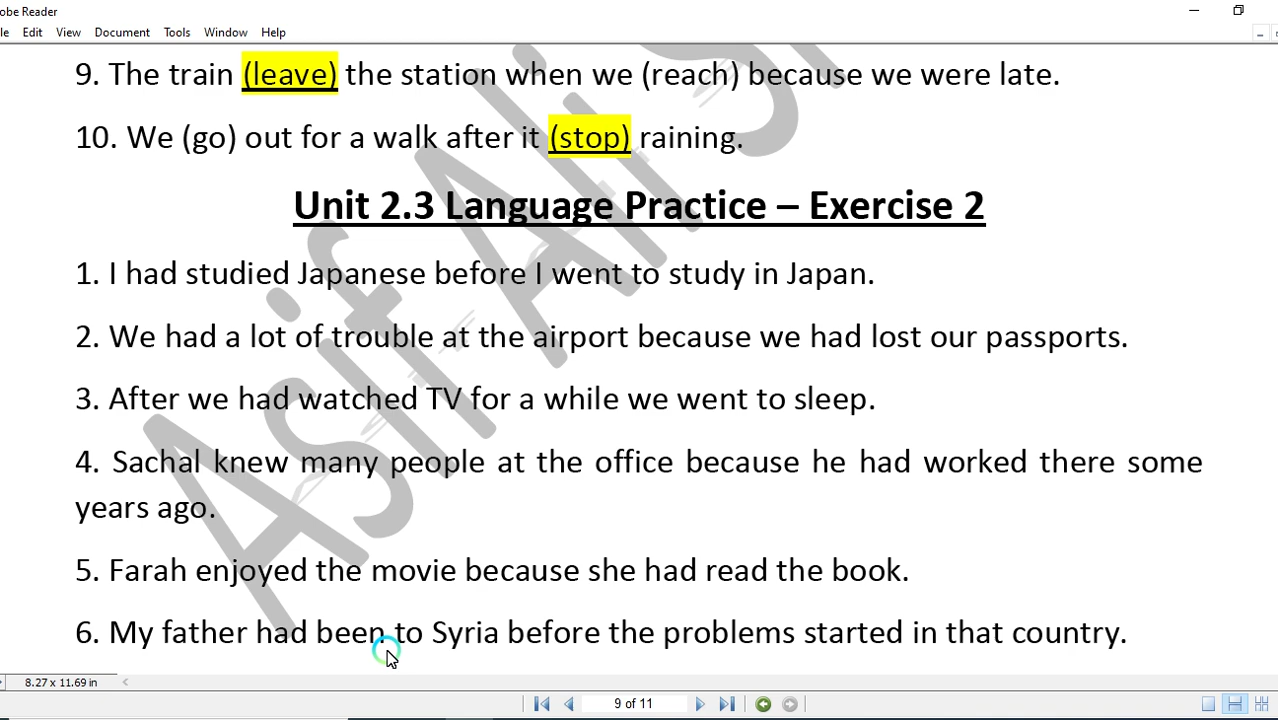 obe Reader
le Edit View Document Tools Window Help
9. The train (leave) the station when we (reach) because we were late.
10. We (go) out for a walk after it (stop) raining.
Unit 2.3 Language Practice – Exercise 2
1. I had studied Japanese before I went to study in Japan.
2. We had a lot of trouble at the airport because we had lost our passports.
3. After we had watched TV for a while we went to sleep.
4. Sachal knew many people at the office because he had worked there some
years ago.
5. Farah enjoyed the movie because she had read the book.
6. My father had been to Syria before the problems started in that country.
Asif Ali
8.27 x 11.69 in
9 of 11